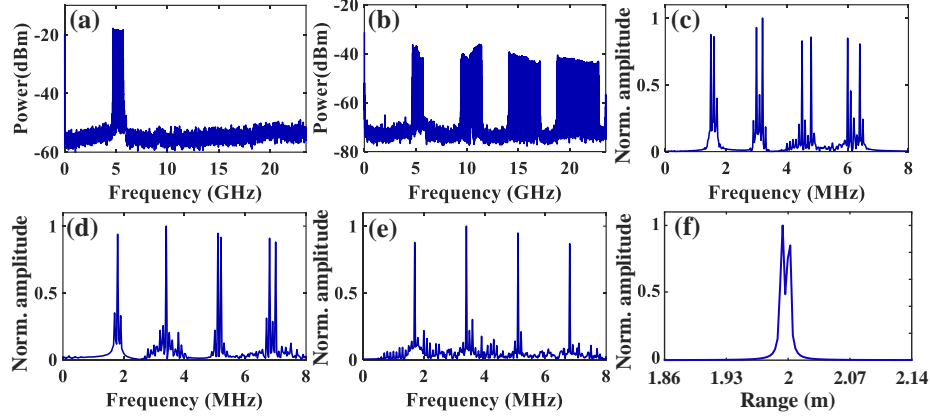 (a)
Power(dBm)
-20
-40
-60
0
5
10
15
20
Frequency (GHz)
(b)
Power(dBm)
-40
-60
-80
0
5
10
15
20
Frequency (GHz)
(c)
Norm. amplitude
1
0.5
0
0
2
4
6
8
Frequency (MHz)
(d)
Norm. amplitude
1
0.5
0
0
2
4
6
8
Frequency (MHz)
(e)
Norm. amplitude
1
0.5
0
0
2
4
6
8
Frequency (MHz)
(f)
Norm. amplitude
1
0.5
0
1.86
1.93
2
2.07
2.14
Range (m)